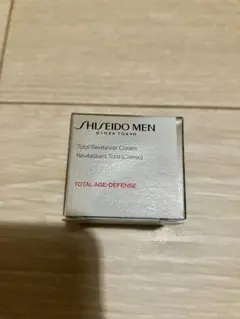 SHISEIDO MEN
GINZA TOKYO
Total Revitalizer Cream
Revitalisant Total (Crème)
TOTAL AGE-DEFENSE